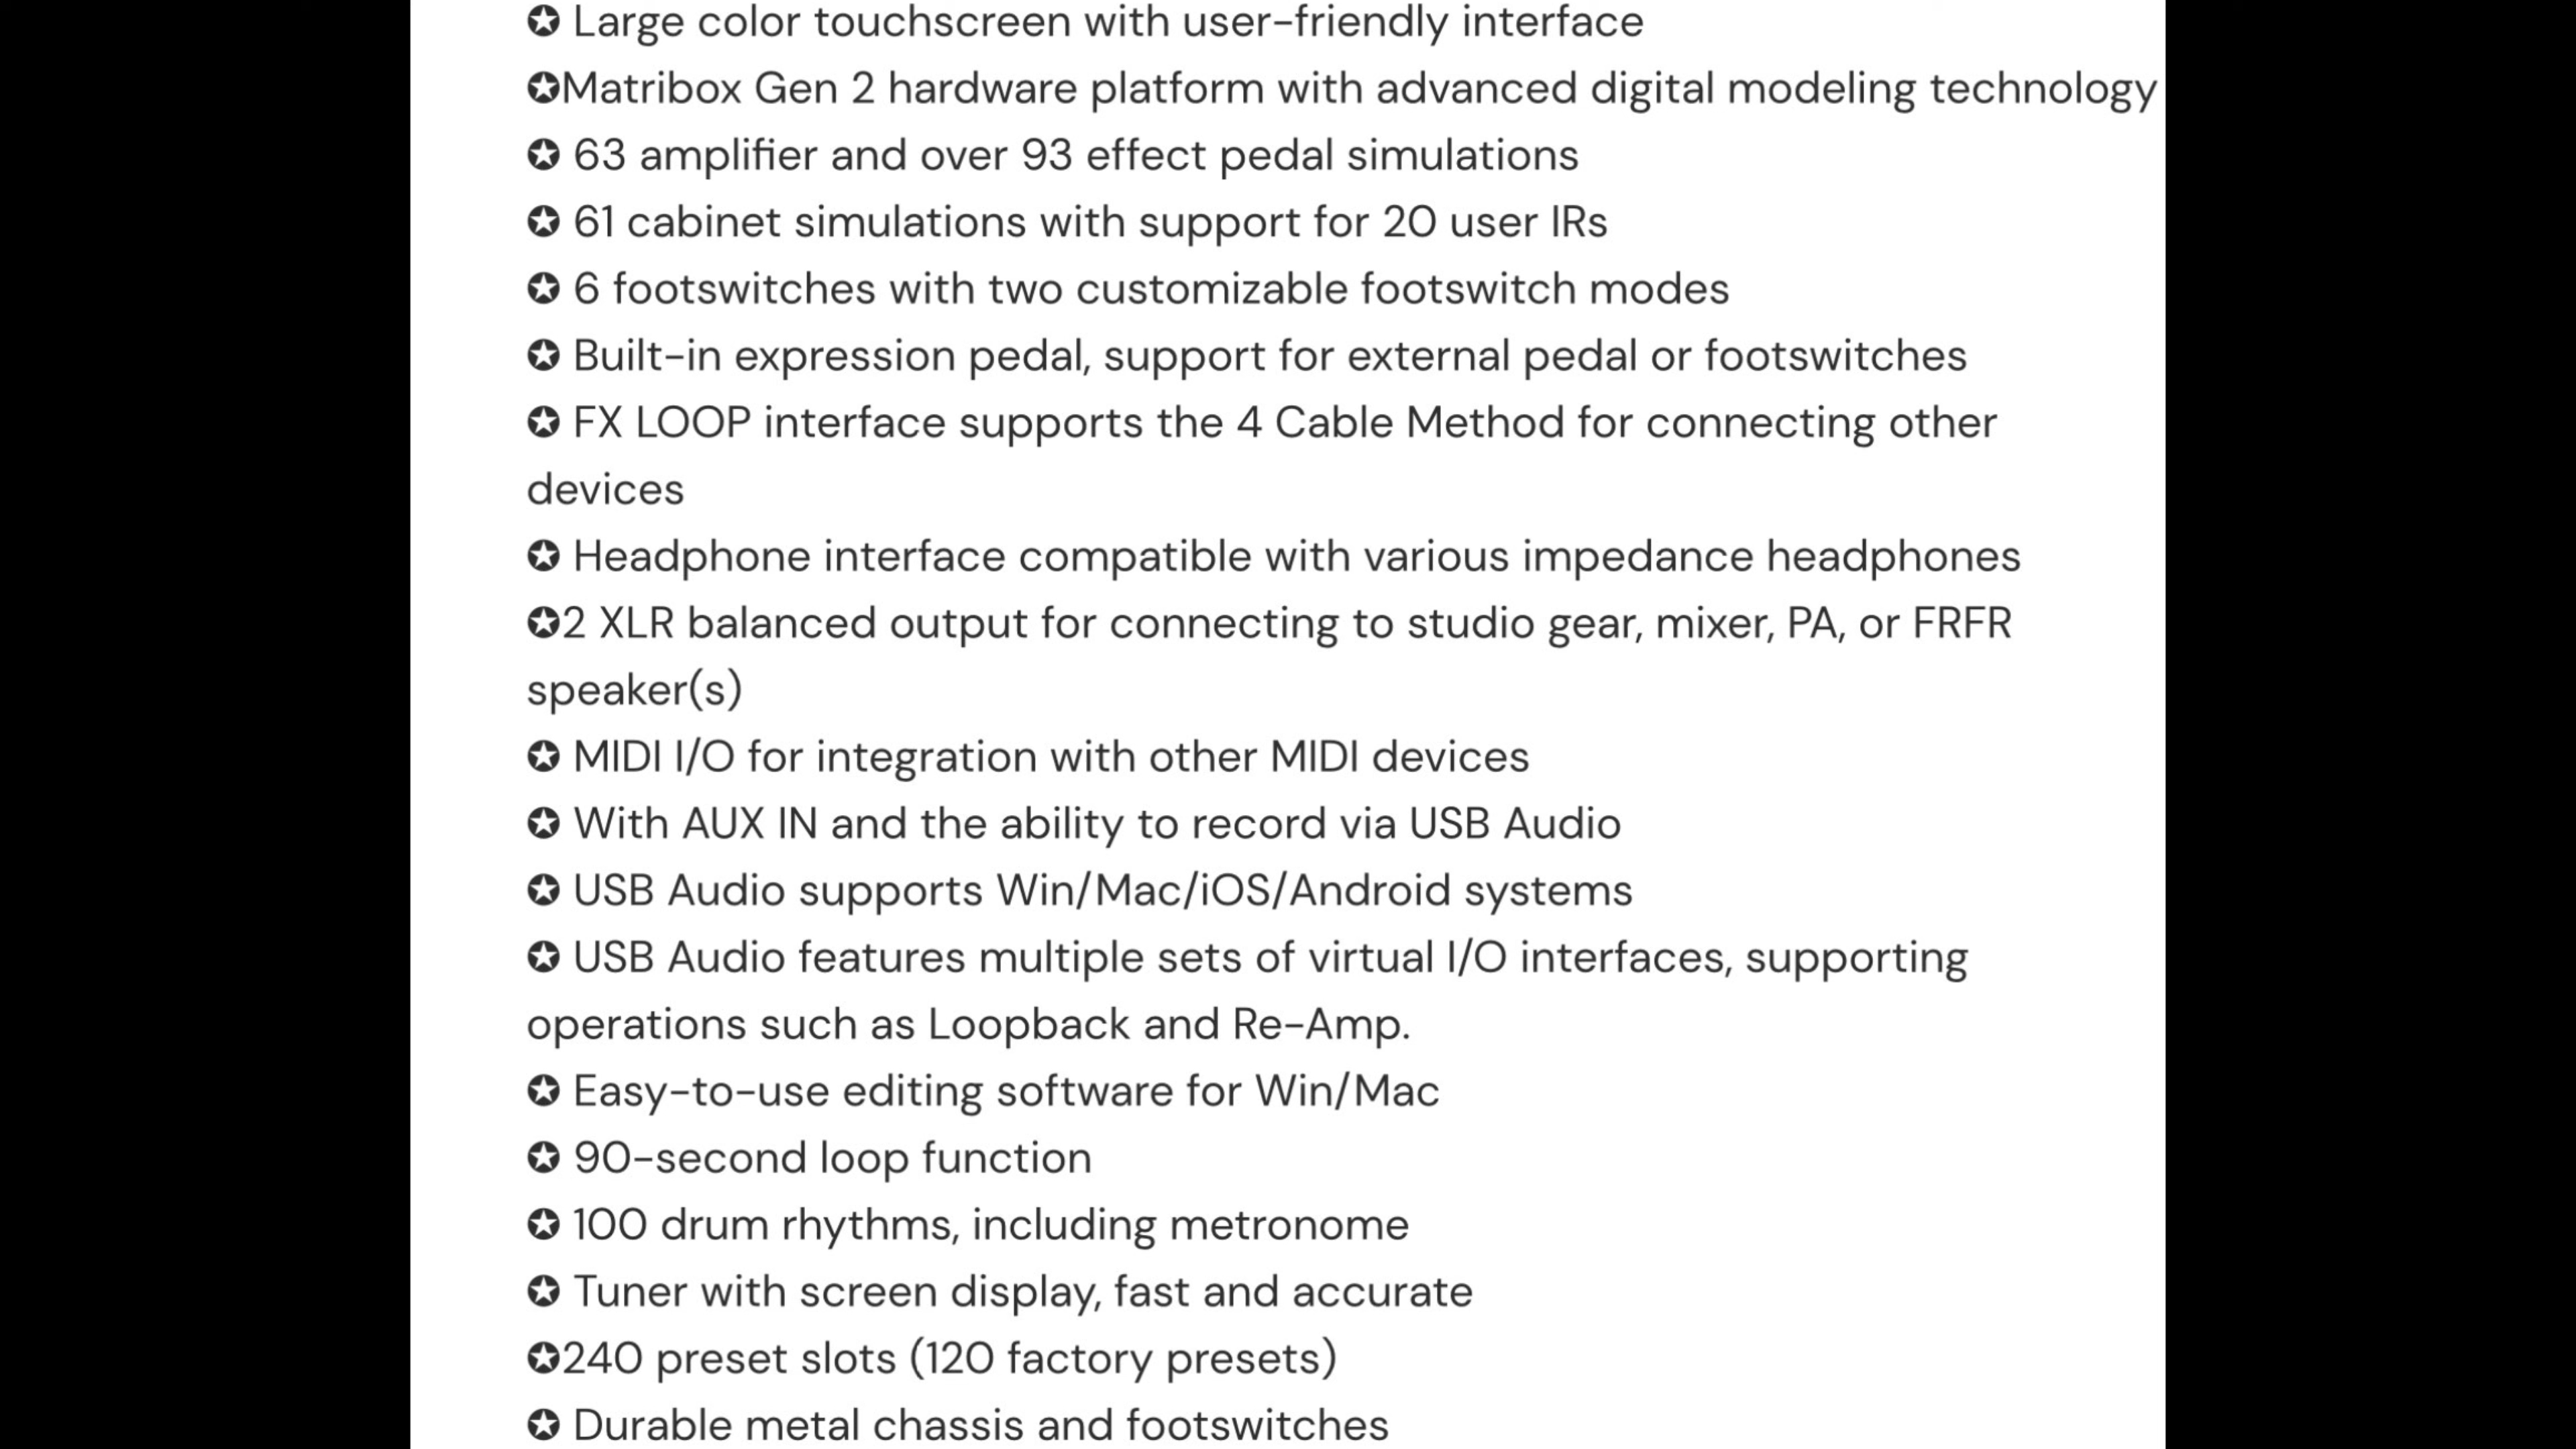 ✪ Large color touchscreen with user-friendly interface
✪Matribox Gen 2 hardware platform with advanced digital modeling technology
✪ 63 amplifier and over 93 effect pedal simulations
✪ 61 cabinet simulations with support for 20 user IRs
✪ 6 footswitches with two customizable footswitch modes
✪ Built-in expression pedal, support for external pedal or footswitches
✪ FX LOOP interface supports the 4 Cable Method for connecting other
devices
✪ Headphone interface compatible with various impedance headphones
✪2 XLR balanced output for connecting to studio gear, mixer, PA, or FRFR
speaker(s)
✪ MIDI I/O for integration with other MIDI devices
✪ With AUX IN and the ability to record via USB Audio
✪ USB Audio supports Win/Mac/iOS/Android systems
✪ USB Audio features multiple sets of virtual I/O interfaces, supporting
operations such as Loopback and Re-Amp.
✪ Easy-to-use editing software for Win/Mac
✪ 90-second loop function
✪ 100 drum rhythms, including metronome
✪ Tuner with screen display, fast and accurate
✪240 preset slots (120 factory presets)
✪ Durable metal chassis and footswitches